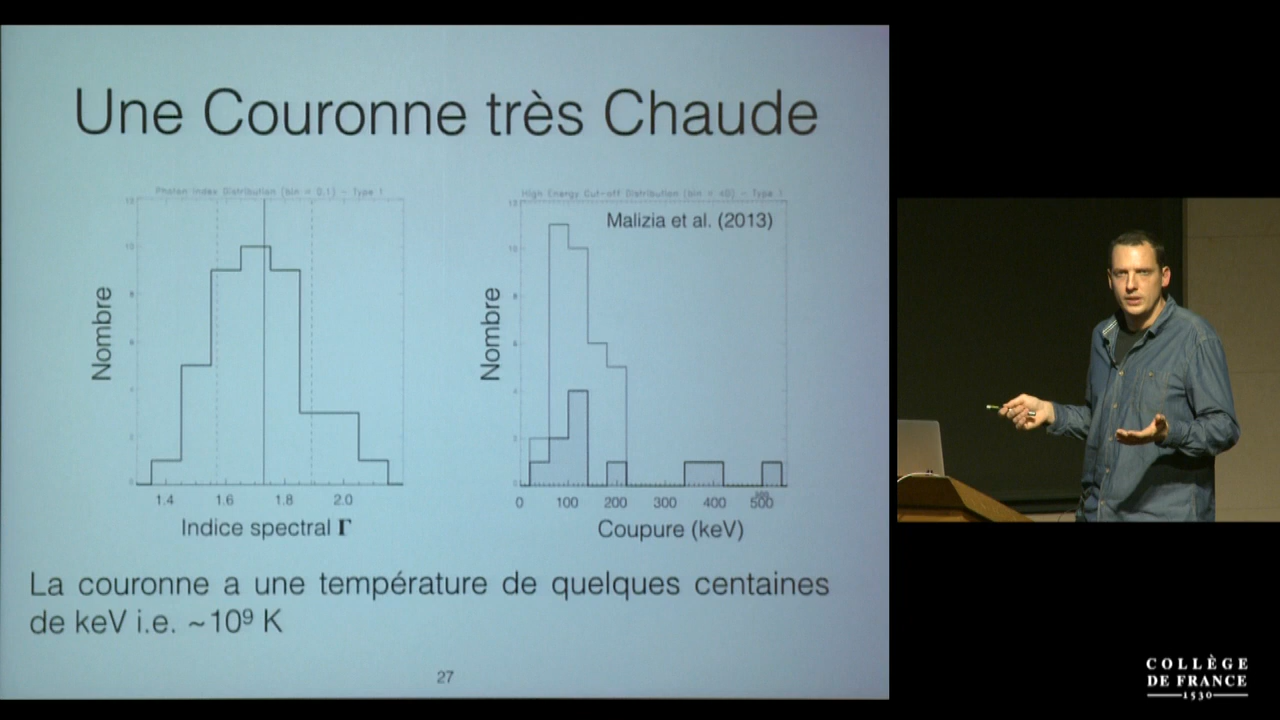 Une Couronne très Chaude
Photon Index Distribution (bin = 0.1) - Type 1
High Energy Cut-off Distribution (bin = 40) - Type 1
Malizia et al. (2013)
Nombre
Nombre
1.4 1.6 1.8 2.0
0 100 200 300 400 500
Indice spectral Γ
Coupure (keV)
La couronne a une température de quelques centaines
de keV i.e. ~10⁹ K
27
COLLÈGE
DE FRANCE
1530